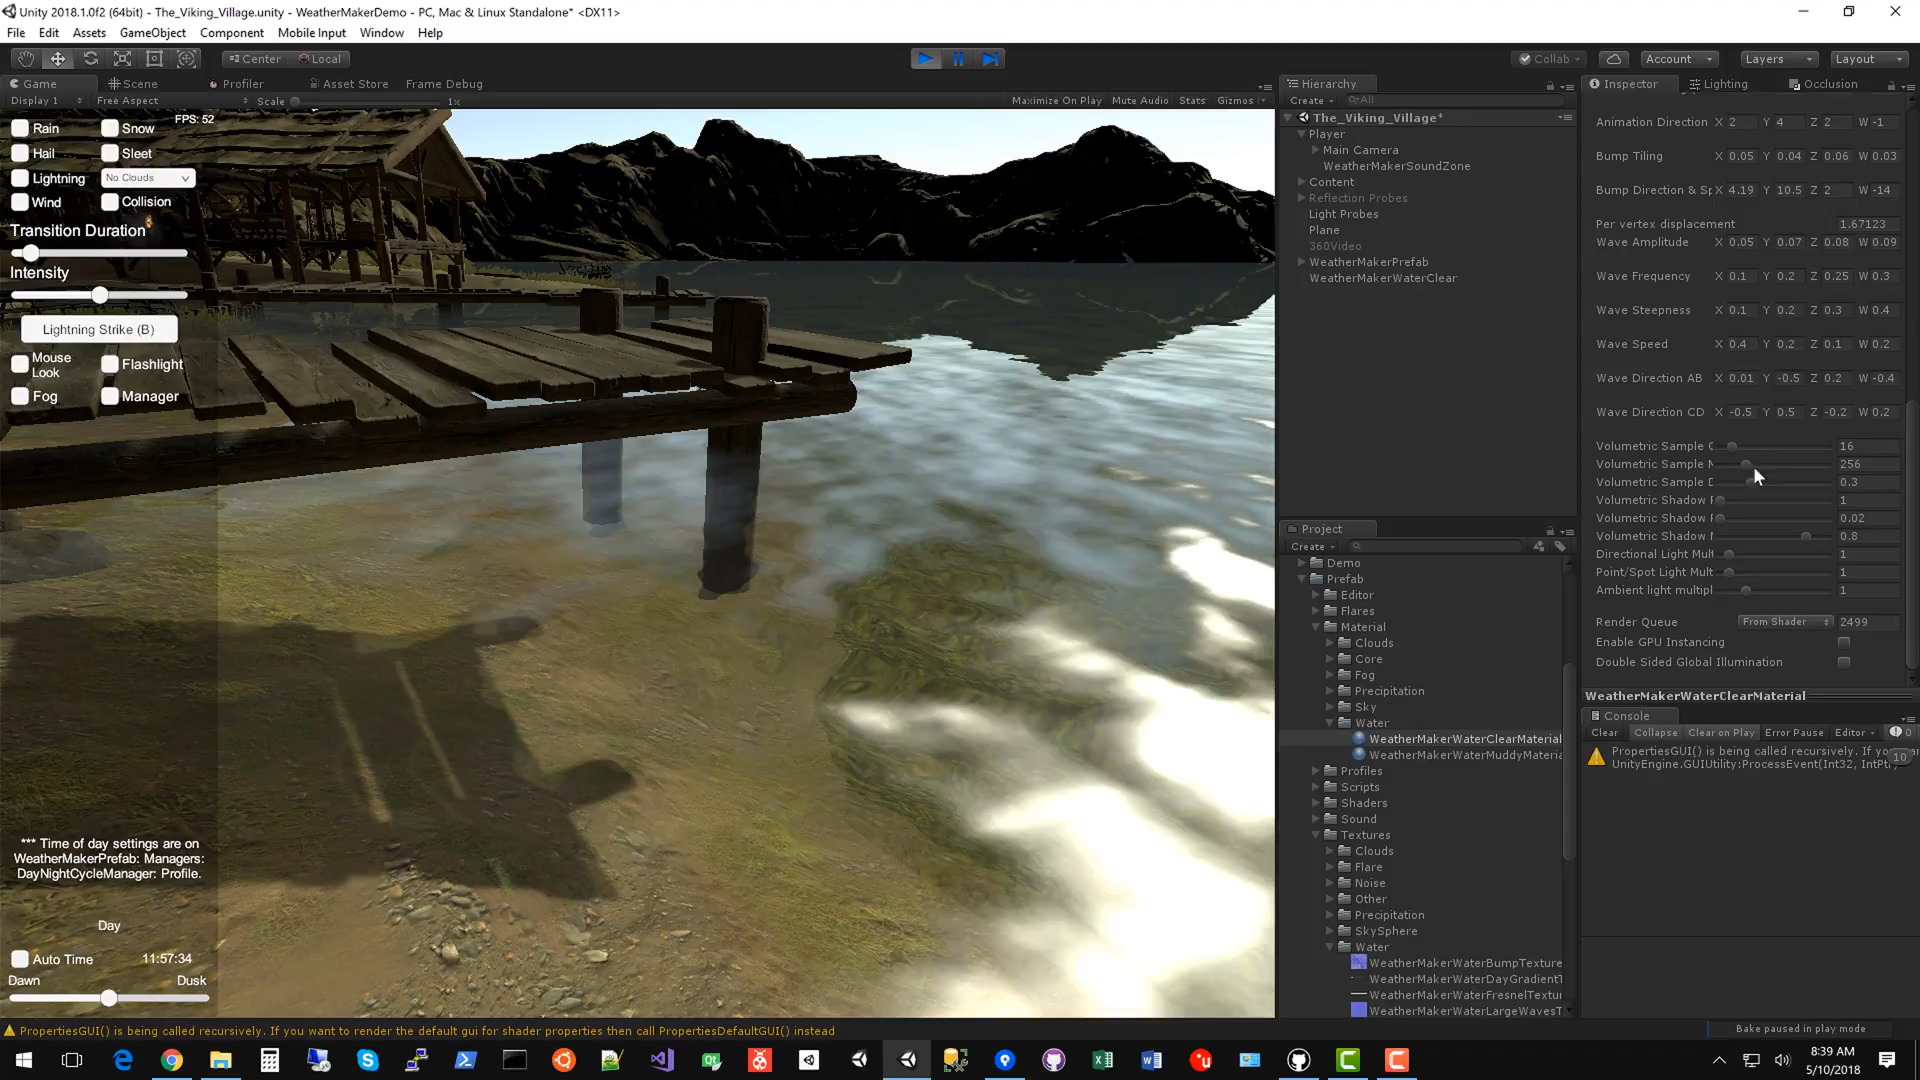 Unity 2018.1.0f2 (64bit) - The_Viking_Village.unity - WeatherMakerDemo - PC, Mac & Linux Standalone* <DX11>
File Edit Assets GameObject Component Mobile Input Window Help
Center Local Collab Account Layers Layout
Game Scene Profiler Asset Store Frame Debug
Display 1 Free Aspect Scale 1x Maximize On Play Mute Audio Stats Gizmos
FPS: 52
Rain Snow
Hail Sleet
Lightning No Clouds
Wind Collision
Transition Duration
Intensity
Lightning Strike (B)
Mouse Look Flashlight
Fog Manager
*** Time of day settings are on
WeatherMakerPrefab: Managers:
DayNightCycleManager: Profile.
Day
Auto Time 11:57:34
Dawn Dusk
Hierarchy
Create All
The_Viking_Village*
Player
Main Camera
WeatherMakerSoundZone
Content
Reflection Probes
Light Probes
Plane
360Video
WeatherMakerPrefab
WeatherMakerWaterClear
Project
Create
Demo
Prefab
Editor
Flares
Material
Clouds
Core
Fog
Precipitation
Sky
Water
WeatherMakerWaterClearMaterial
WeatherMakerWaterMuddyMateria
Profiles
Scripts
Shaders
Sound
Textures
Clouds
Flare
Noise
Other
Precipitation
SkySphere
Water
WeatherMakerWaterBumpTexture
WeatherMakerWaterDayGradientT
WeatherMakerWaterFresnelTextur
WeatherMakerWaterLargeWavesT
Inspector Lighting Occlusion
Animation Direction X 2 Y 4 Z 2 W -1
Bump Tiling X 0.05 Y 0.04 Z 0.06 W 0.03
Bump Direction & Sp X 4.19 Y 10.5 Z 2 W -14
Per vertex displacement 1.67123
Wave Amplitude X 0.05 Y 0.07 Z 0.08 W 0.09
Wave Frequency X 0.1 Y 0.2 Z 0.25 W 0.3
Wave Steepness X 0.1 Y 0.2 Z 0.3 W 0.4
Wave Speed X 0.4 Y 0.2 Z 0.1 W 0.2
Wave Direction AB X 0.01 Y -0.5 Z 0.2 W -0.4
Wave Direction CD X -0.5 Y 0.5 Z -0.2 W 0.2
Volumetric Sample C 16
Volumetric Sample M 256
Volumetric Sample D 0.3
Volumetric Shadow 1
Volumetric Shadow 0.02
Volumetric Shadow 0.8
Directional Light Mult 1
Point/Spot Light Mult 1
Ambient light multipl 1
Render Queue From Shader 2499
Enable GPU Instancing
Double Sided Global Illumination
WeatherMakerWaterClearMaterial
Console
Clear Collapse Clear on Play Error Pause Editor 0
PropertiesGUI() is being called recursively. If you
UnityEngine.GUIUtility:ProcessEvent(Int32, IntPtr
10
PropertiesGUI() is being called recursively. If you want to render the default gui for shader properties then call PropertiesDefaultGUI() instead
Bake paused in play mode
8:39 AM
5/10/2018